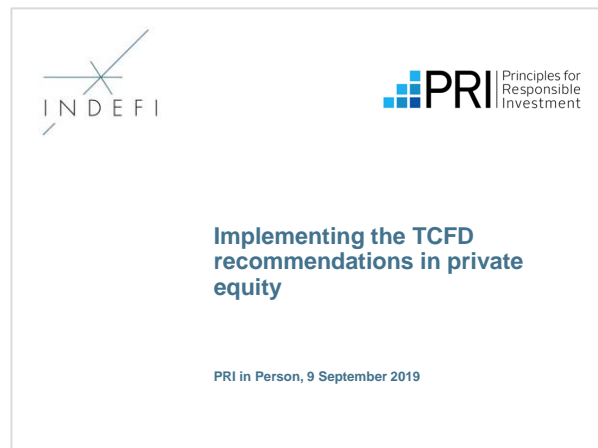 INDEFI
PRI
Principles for
Responsible
Investment
Implementing the TCFD
recommendations in private
equity
PRI in Person, 9 September 2019